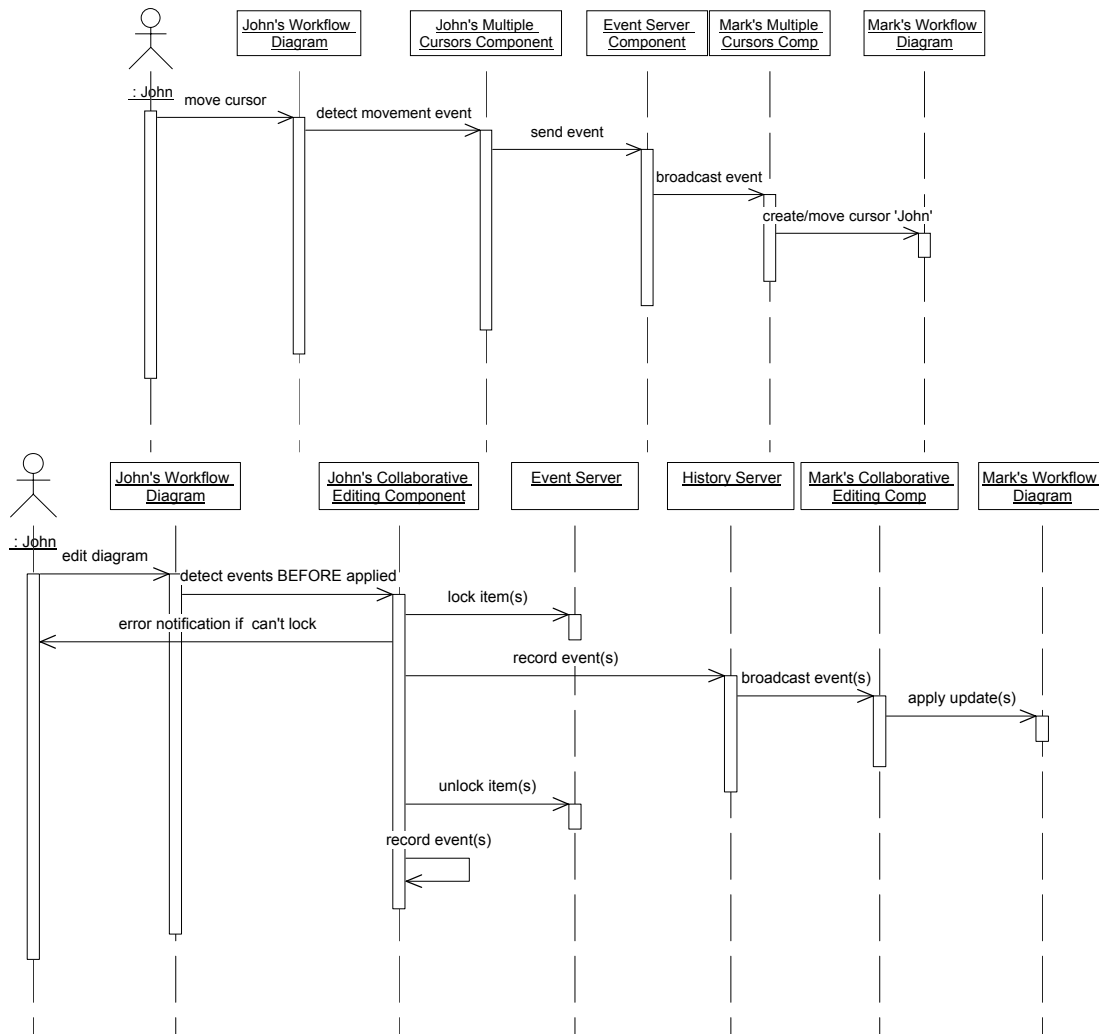 John's Workflow
Diagram
John's Multiple
Cursors Component
Event Server
Component
Mark's Multiple
Cursors Comp
Mark's Workflow
Diagram
: John
move cursor
detect movement event
send event
broadcast event
create/move cursor 'John'
John's Workflow
Diagram
John's Collaborative
Editing Component
Event Server
History Server
Mark's Collaborative
Editing Comp
Mark's Workflow
Diagram
: John
edit diagram
detect events BEFORE applied
lock item(s)
error notification if can't lock
record event(s)
broadcast event(s)
apply update(s)
unlock item(s)
record event(s)